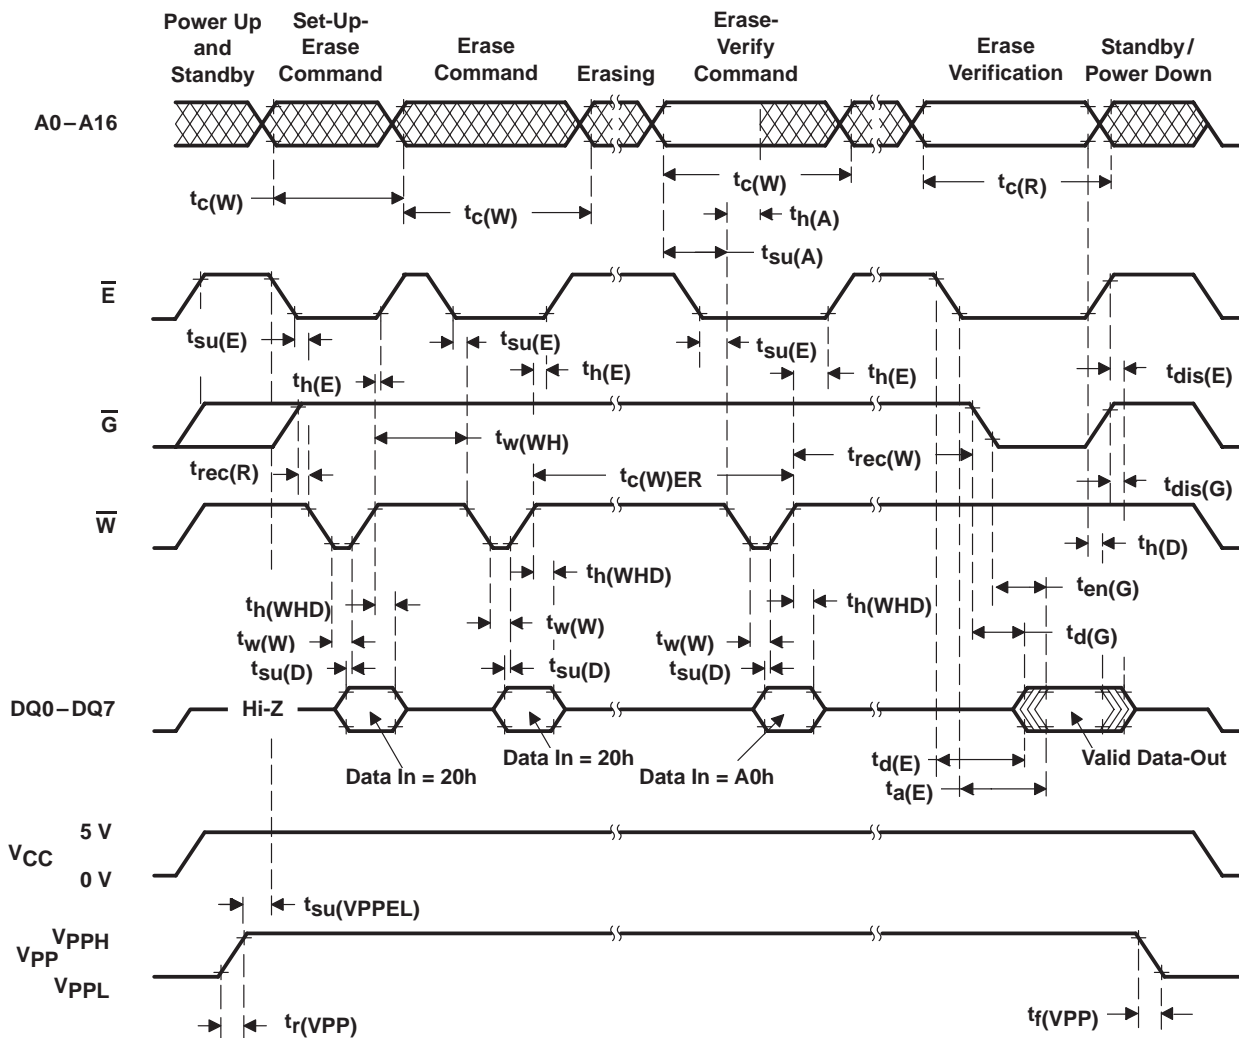 Power Up
and
Standby
Set-Up-
Erase
Command
Erase
Command
Erasing
Erase-
Verify
Command
Erase
Verification
Standby/
Power Down
A0–A16
tc(W)
tc(W)
tc(W)
tc(R)
th(A)
tsu(A)
E
tsu(E)
tsu(E)
tsu(E)
th(E)
th(E)
th(E)
tdis(E)
G
tw(WH)
trec(R)
trec(W)
tc(W)ER
tdis(G)
W
th(D)
th(WHD)
th(WHD)
th(WHD)
ten(G)
tw(W)
tw(W)
tw(W)
td(G)
tsu(D)
tsu(D)
tsu(D)
DQ0–DQ7
Hi-Z
Data In = 20h
Data In = 20h
Data In = A0h
Valid Data-Out
td(E)
ta(E)
5 V
VCC
0 V
tsu(VPPEL)
VPPH
VPP
VPPL
tr(VPP)
tf(VPP)